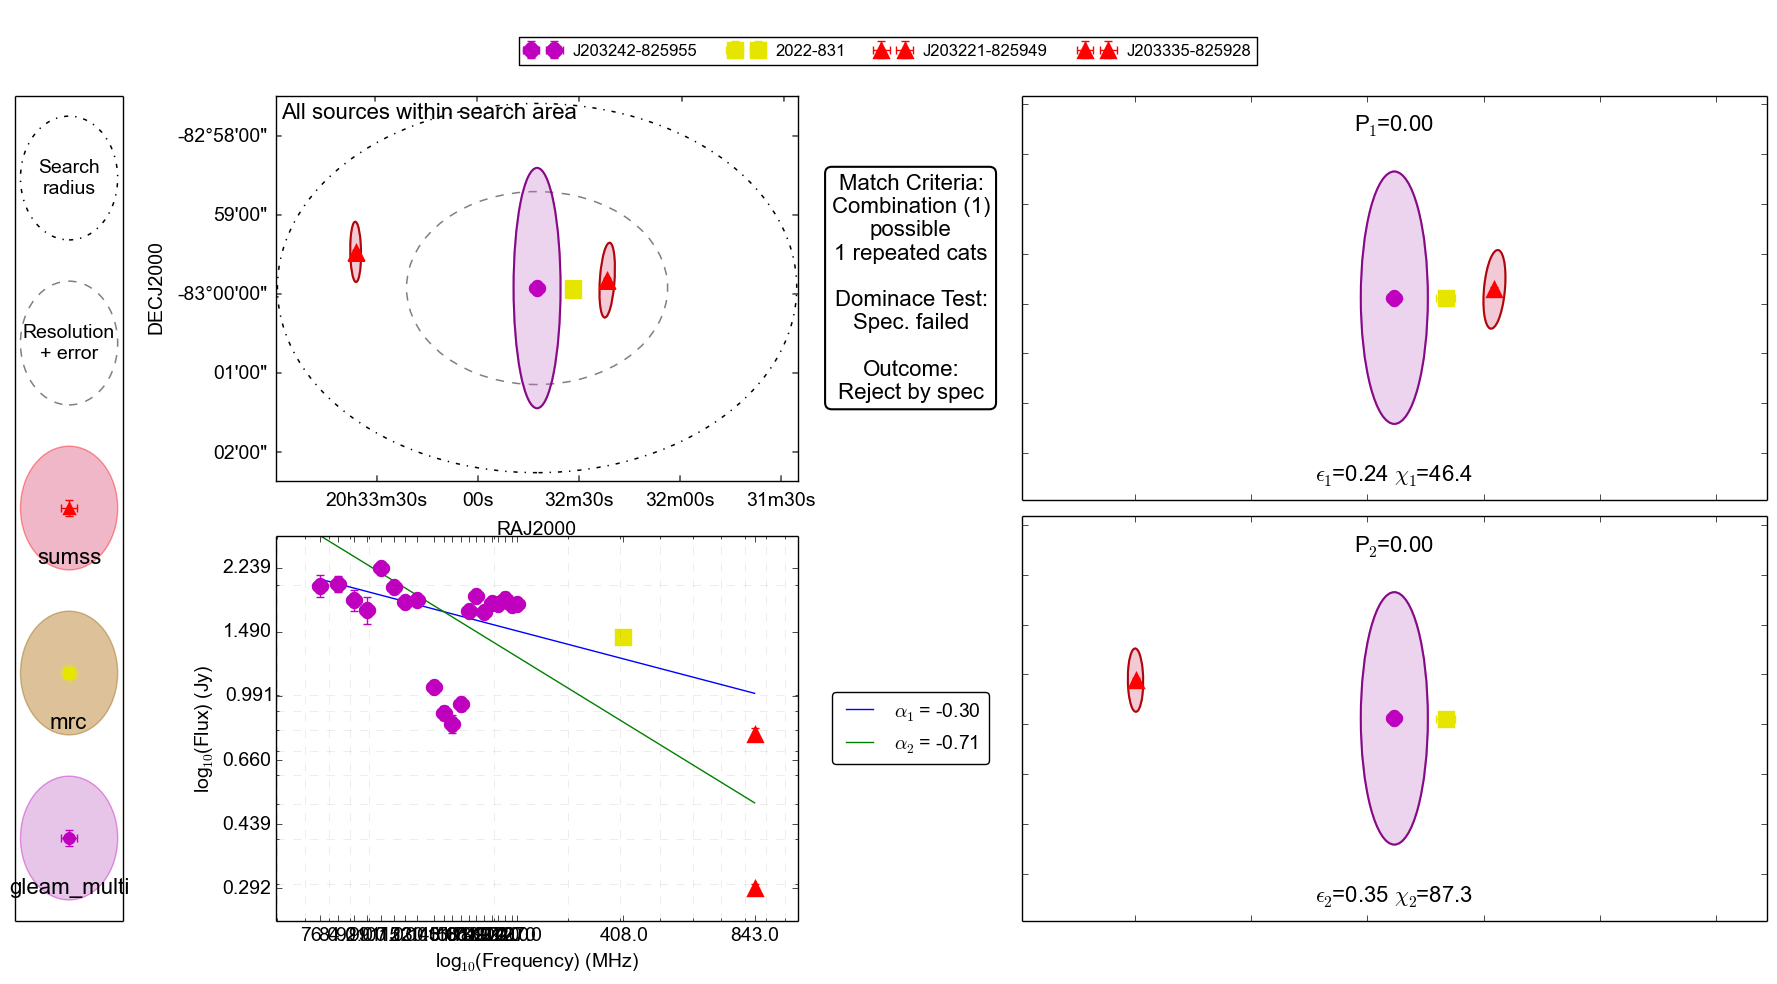 J203242-825955 2022-831 J203221-825949 J203335-825928
Search
radius
Resolution
+ error
sumss
mrc
gleam_multi
All sources within search area
DECJ2000
-82°58'00"
59'00"
-83°00'00"
01'00"
02'00"
20h33m30s 00s 32m30s 32m00s 31m30s
RAJ2000
Match Criteria:
Combination (1)
possible
1 repeated cats
Dominace Test:
Spec. failed
Outcome:
Reject by spec
P₁=0.00
ϵ₁=0.24 χ₁=46.4
log₁₀(Flux) (Jy)
2.239
1.490
0.991
0.660
0.439
0.292
408.0 843.0
log₁₀(Frequency) (MHz)
α₁ = -0.30
α₂ = -0.71
P₂=0.00
ϵ₂=0.35 χ₂=87.3